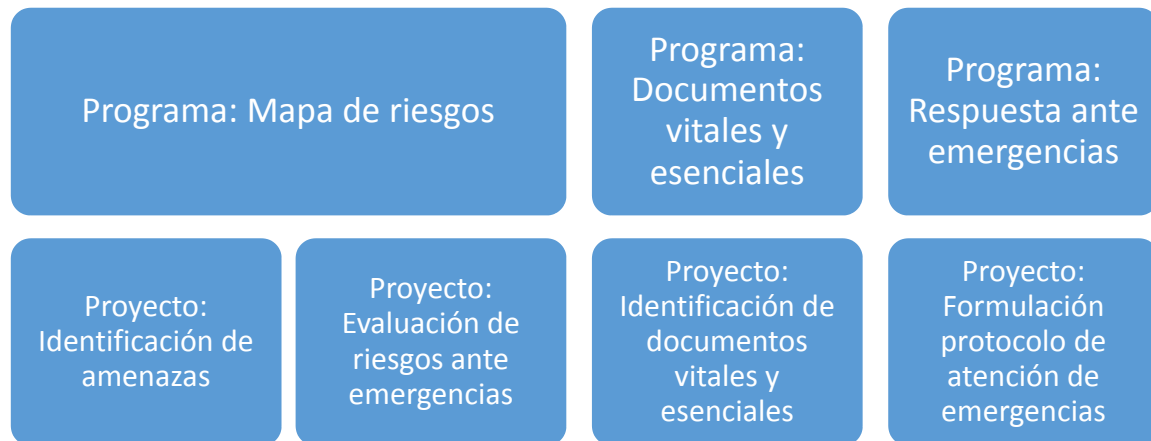 Programa: Mapa de riesgos
Programa:
Documentos
vitales y
esenciales
Programa:
Respuesta ante
emergencias
Proyecto:
Identificación de
amenazas
Proyecto:
Evaluación de
riesgos ante
emergencias
Proyecto:
Identificación de
documentos
vitales y
esenciales
Proyecto:
Formulación
protocolo de
atención de
emergencias